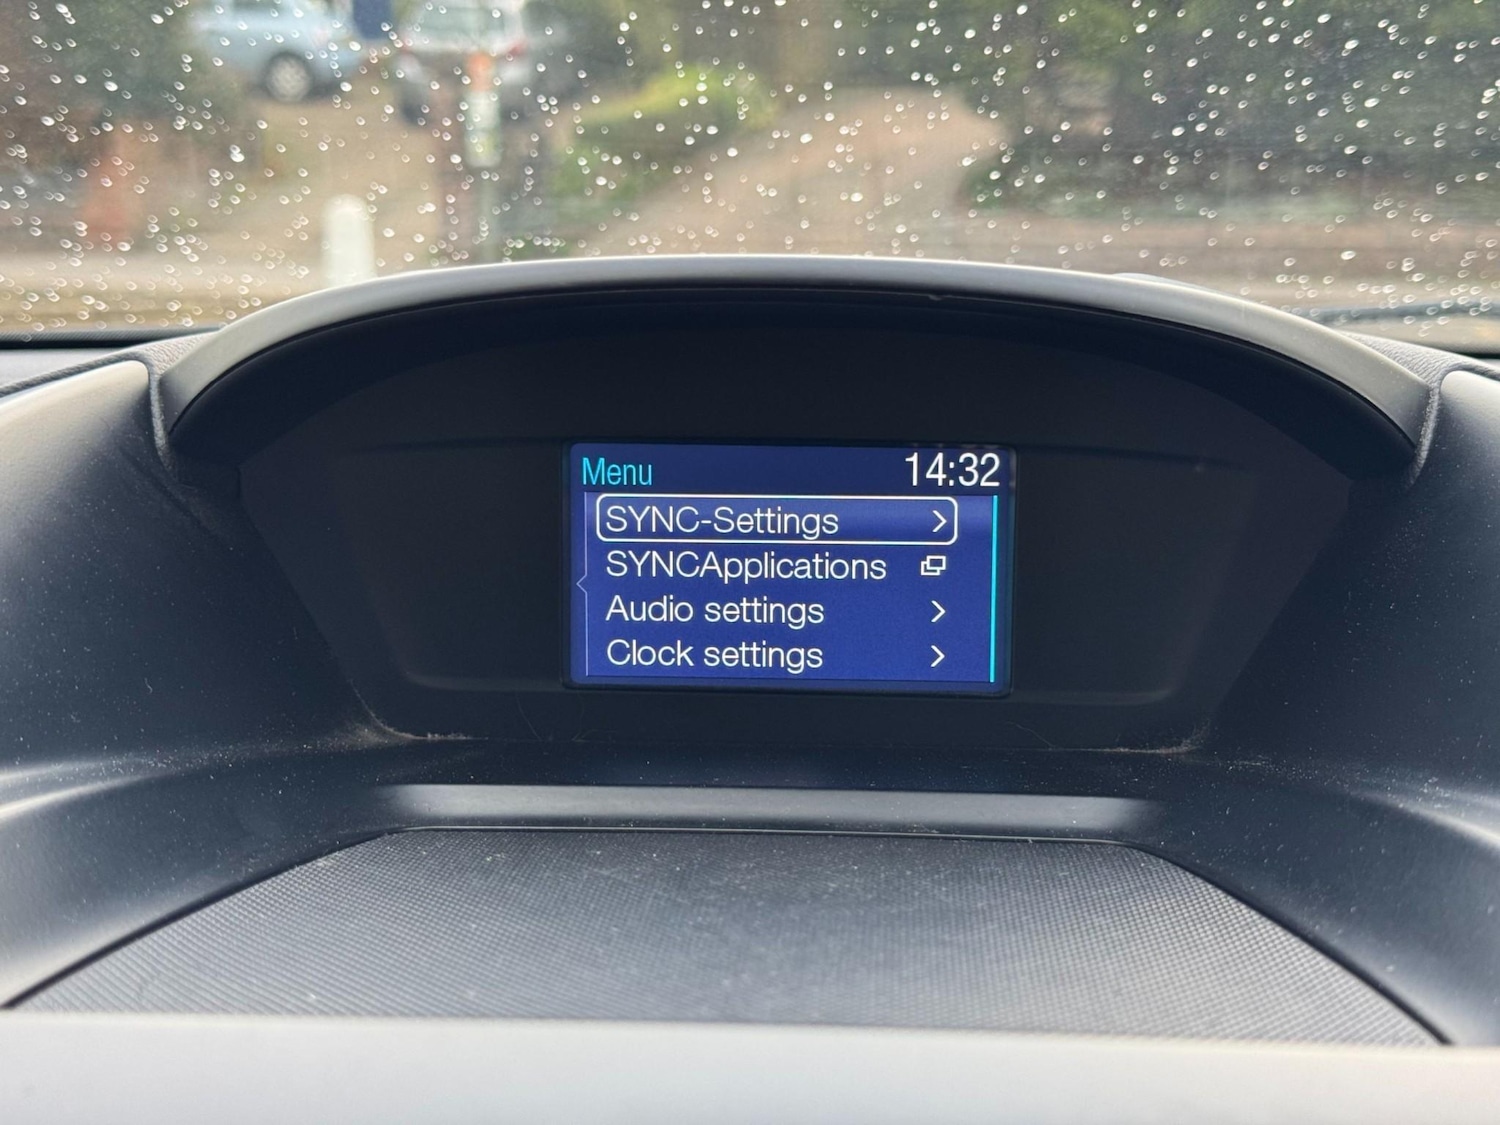 Menu 14:32
SYNC-Settings
SYNCApplications
Audio settings
Clock settings